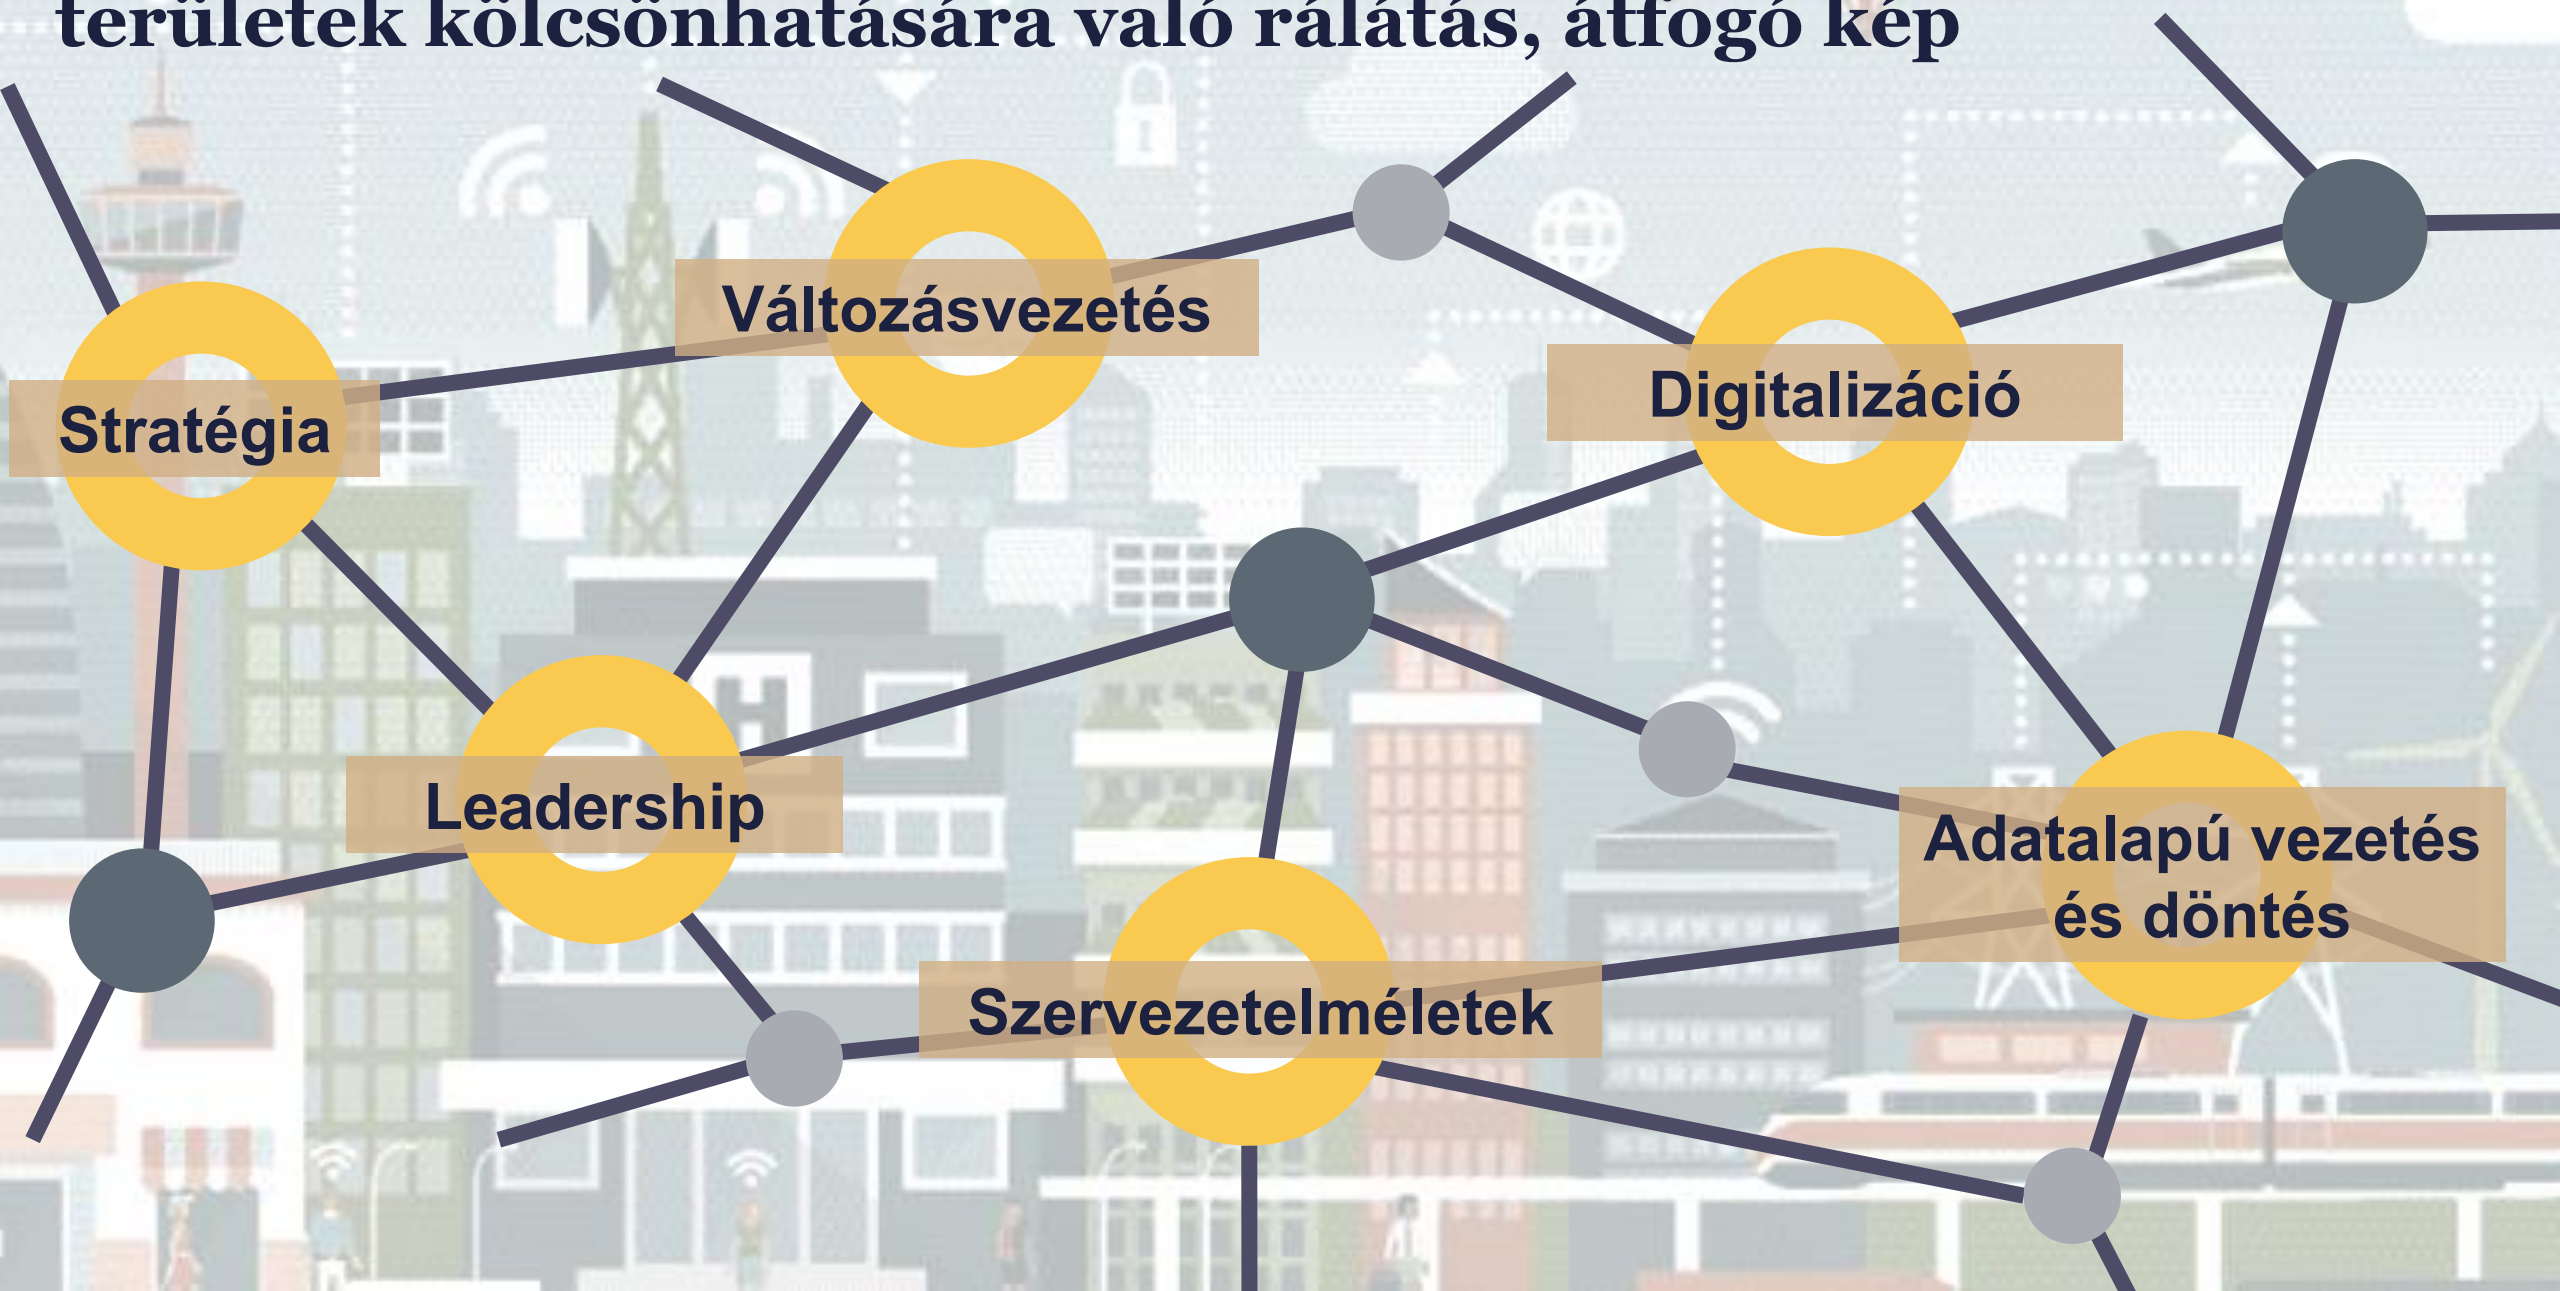 területek kölcsönhatására való rálátás, átfogó kép
Változásvezetés
Digitalizáció
Stratégia
Leadership
Adatalapú vezetés
és döntés
Szervezetelméletek
H